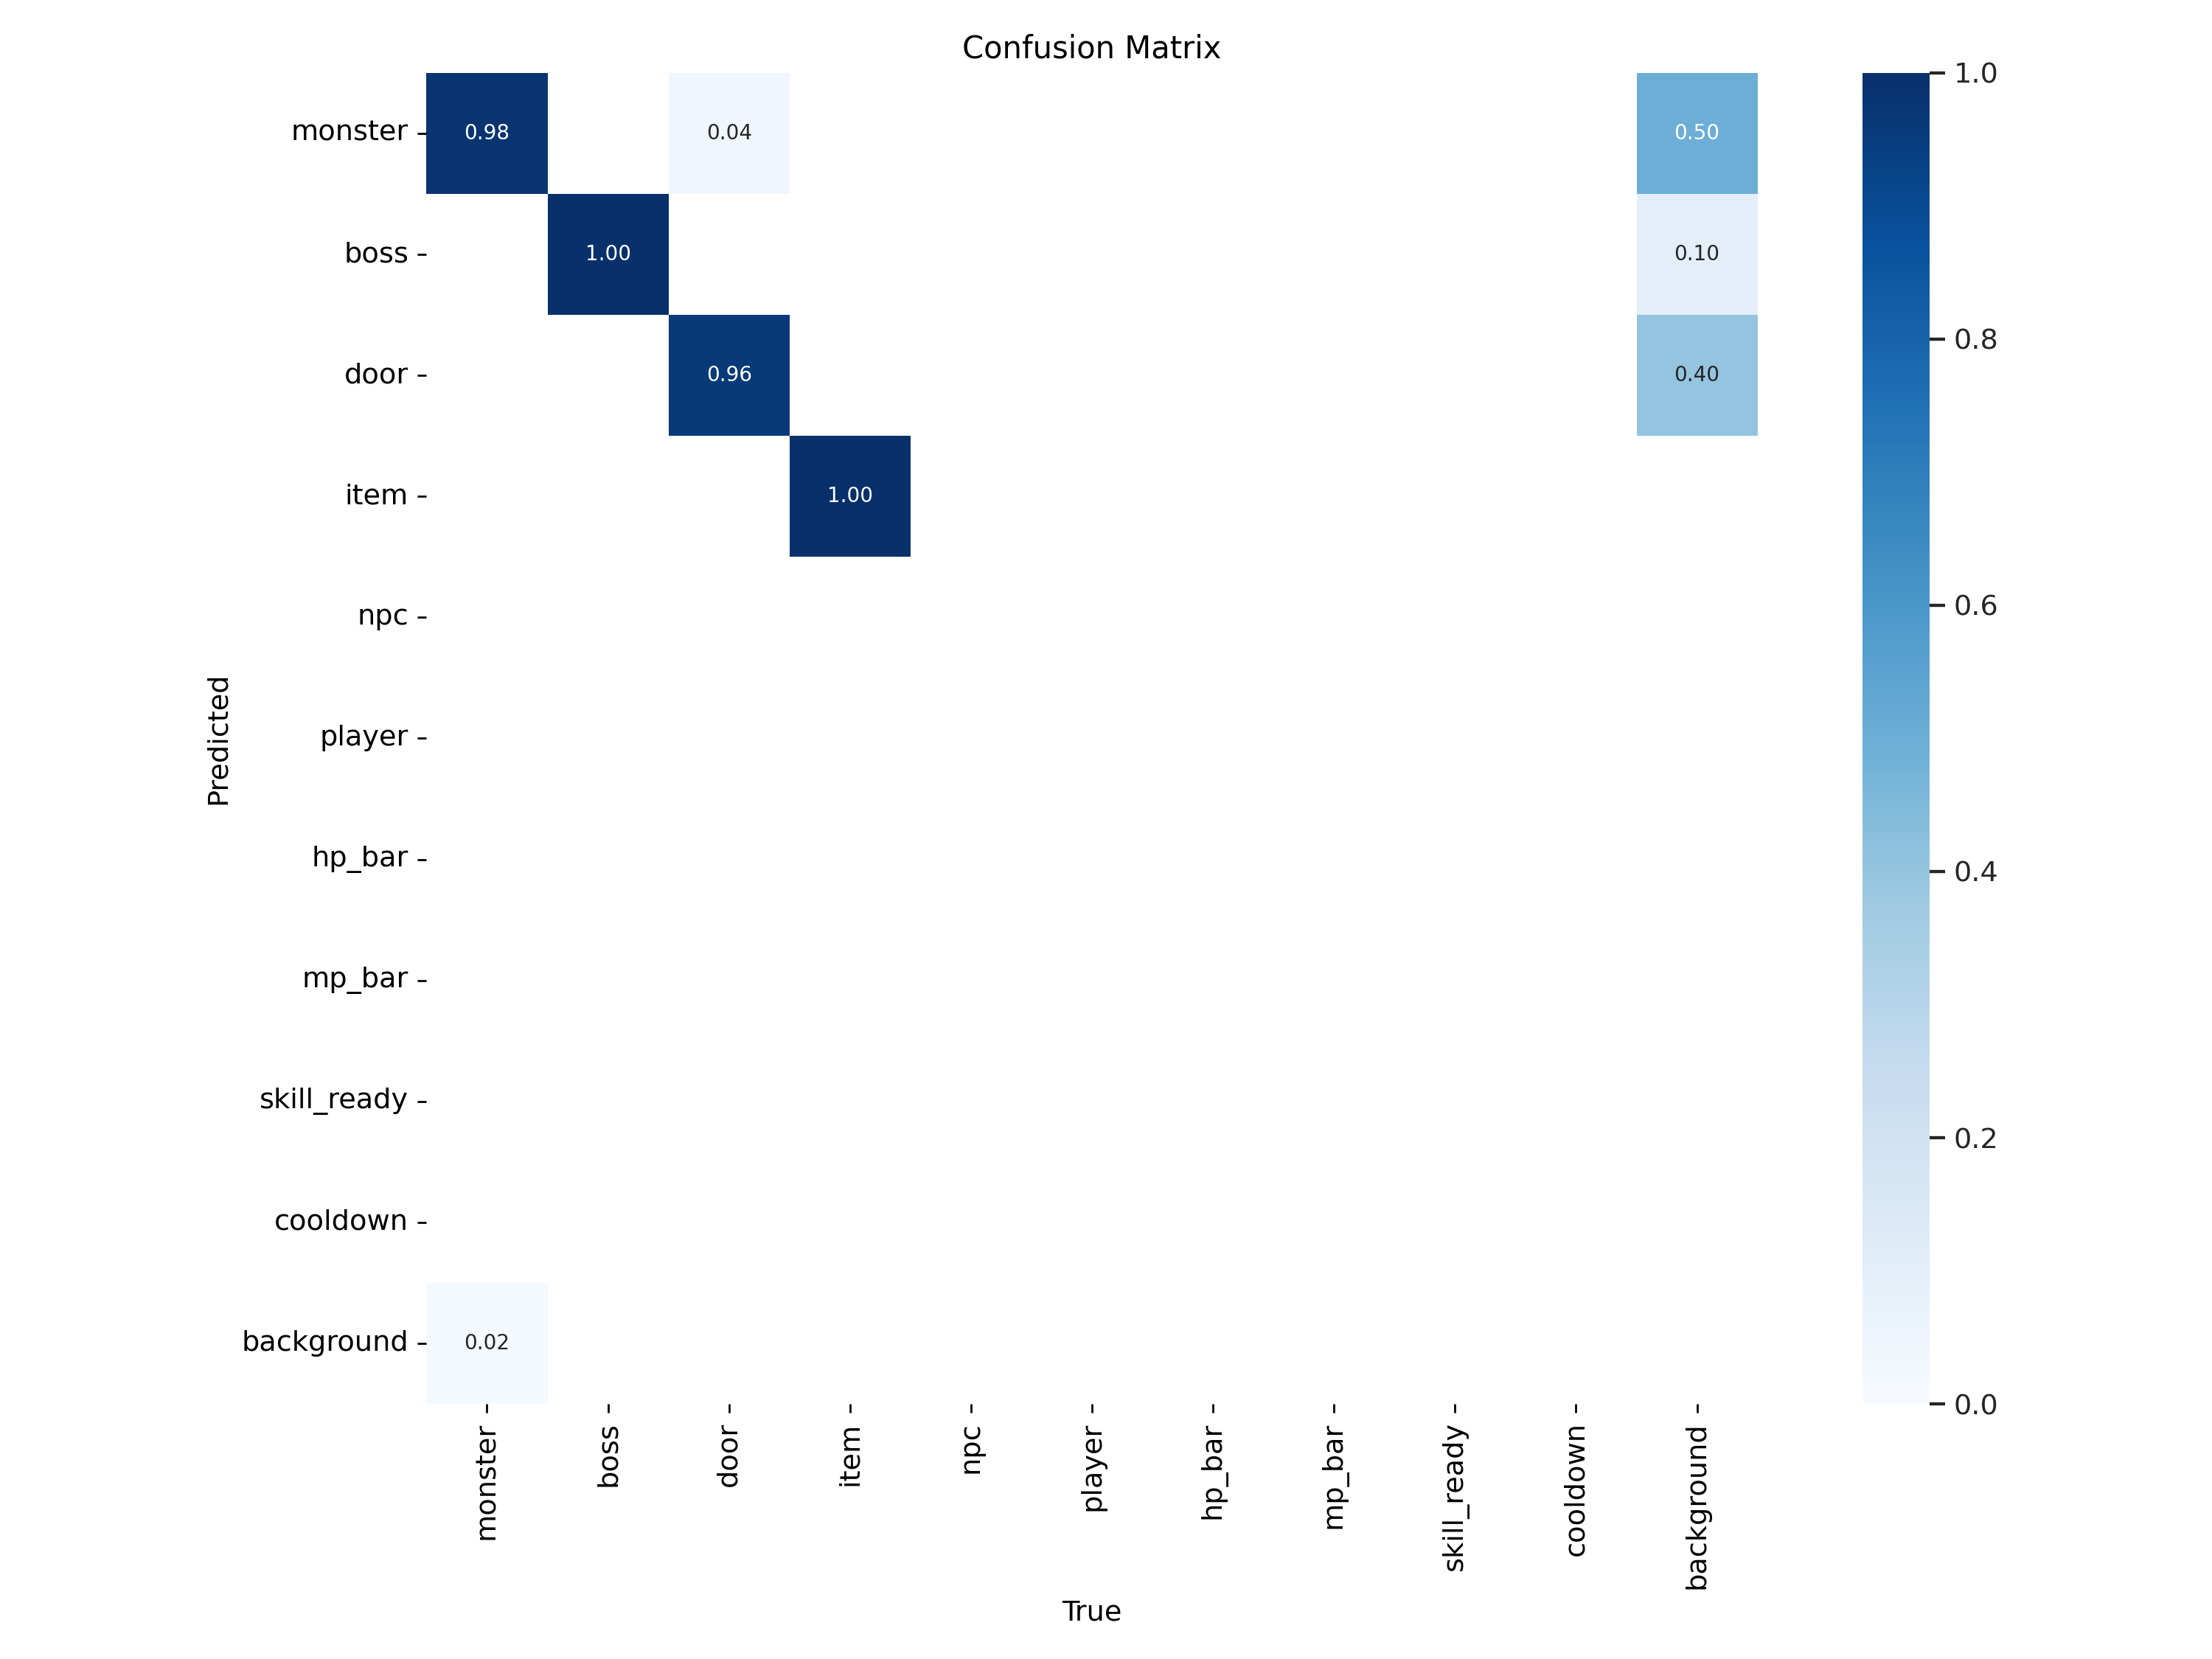 Confusion Matrix
monster
0.98
0.04
0.50
boss
1.00
0.10
door
0.96
0.40
item
1.00
npc
player
hp_bar
mp_bar
skill_ready
cooldown
background
0.02
Predicted
monster
boss
door
item
npc
player
hp_bar
mp_bar
skill_ready
cooldown
background
True
1.0
0.8
0.6
0.4
0.2
0.0